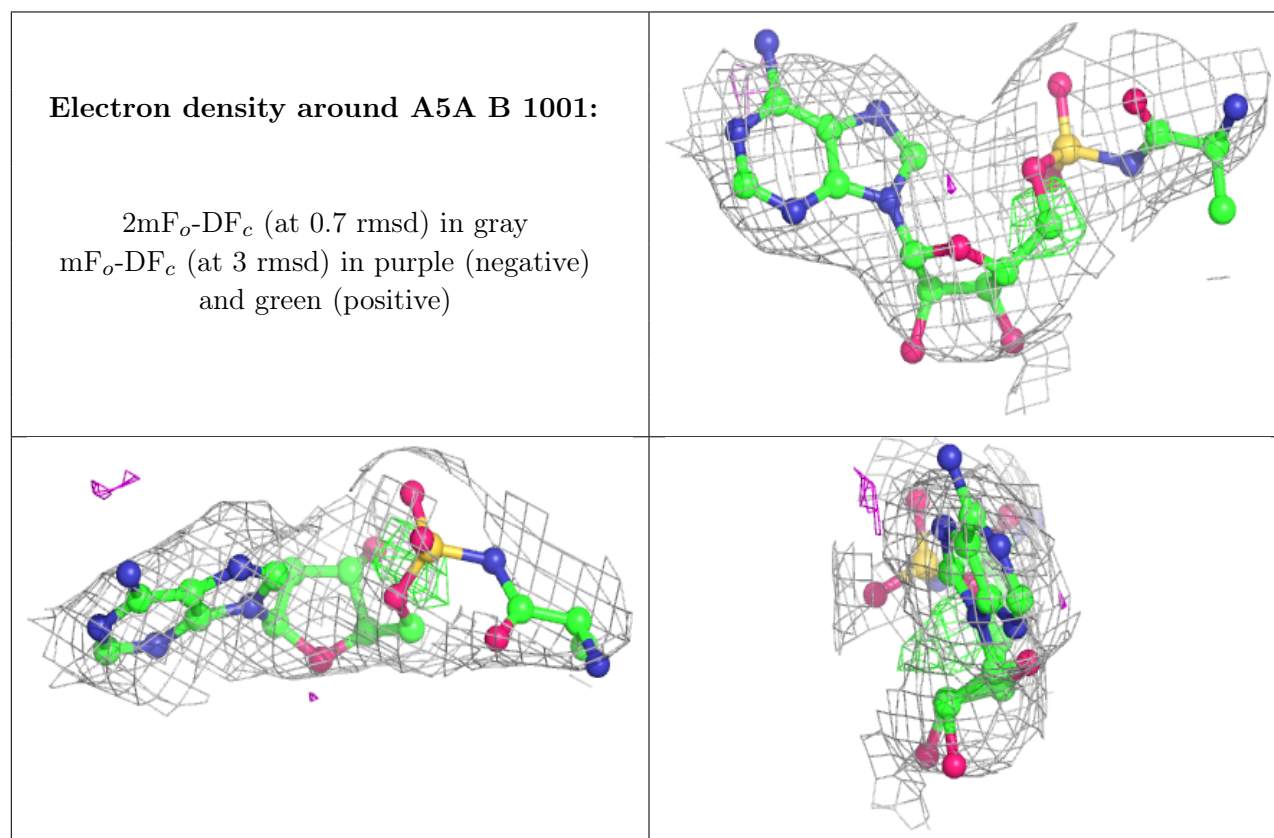 Electron density around A5A B 1001:
2mFₒ-DF𝒸 (at 0.7 rmsd) in gray
mFₒ-DF𝒸 (at 3 rmsd) in purple (negative)
and green (positive)